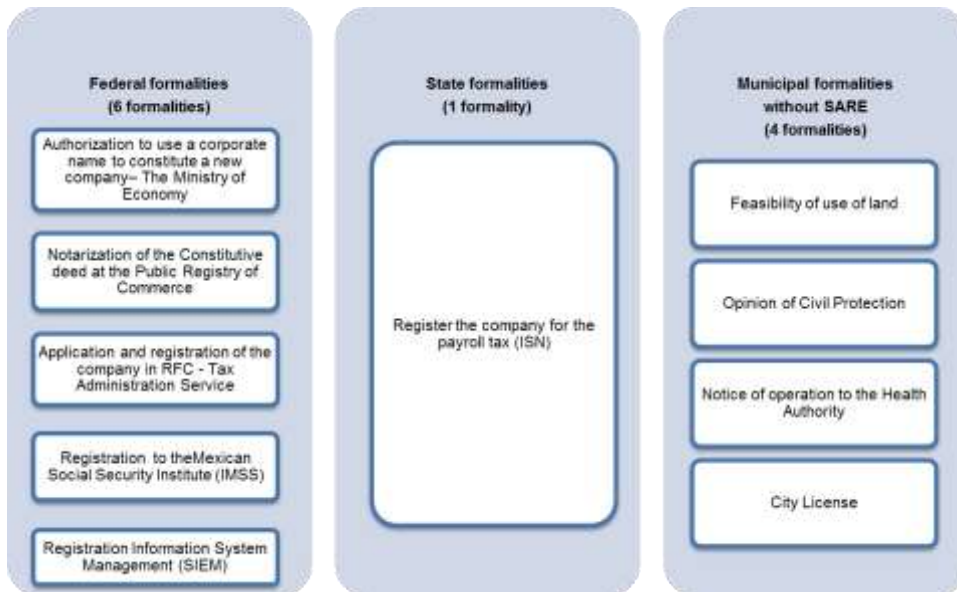 Federal formalities
(6 formalities)
Authorization to use a corporate
name to constitute a new
company– The Ministry of
Economy
Notarization of the Constitutive
deed at the Public Registry of
Commerce
Application and registration of the
company in RFC - Tax
Administration Service
Registration to theMexican
Social Security Institute (IMSS)
Registration Information System
Management (SIEM)
State formalities
(1 formality)
Register the company for the
payroll tax (ISN)
Municipal formalities
without SARE
(4 formalities)
Feasibility of use of land
Opinion of Civil Protection
Notice of operation to the Health
Authority
City License